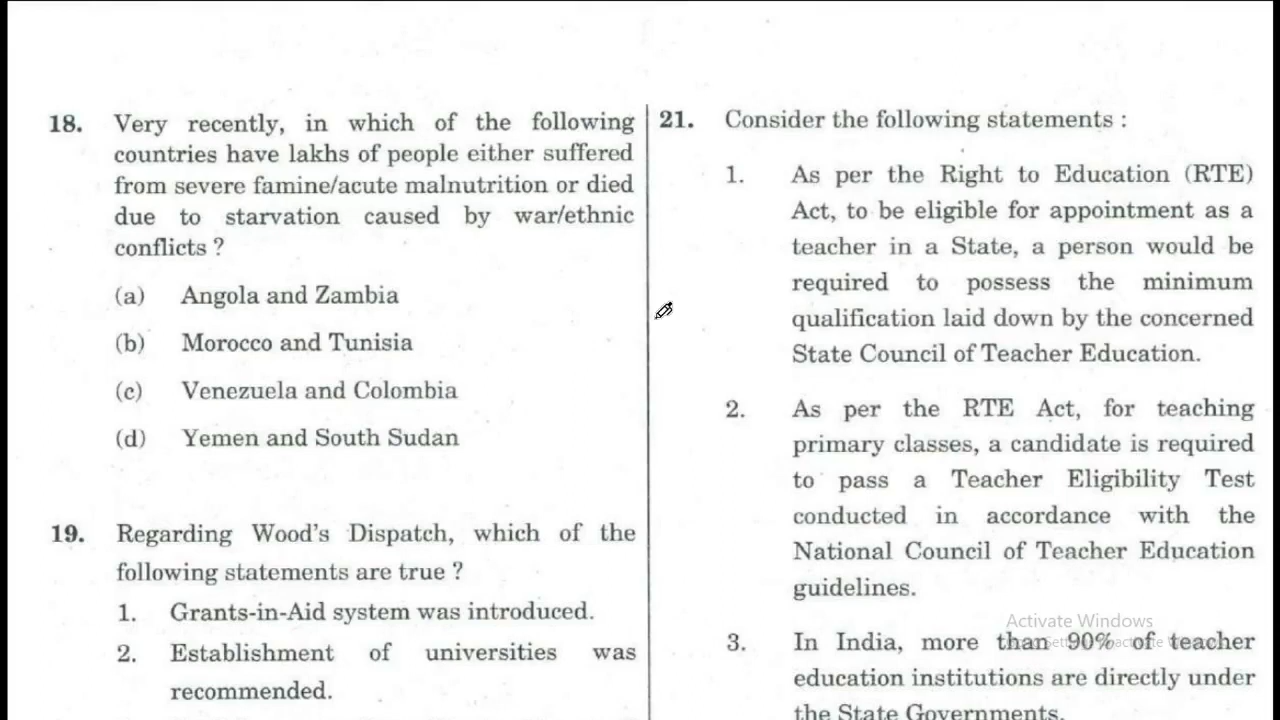 18. Very recently, in which of the following
countries have lakhs of people either suffered
from severe famine/acute malnutrition or died
due to starvation caused by war/ethnic
conflicts ?
(a) Angola and Zambia
(b) Morocco and Tunisia
(c) Venezuela and Colombia
(d) Yemen and South Sudan
19. Regarding Wood's Dispatch, which of the
following statements are true ?
1. Grants-in-Aid system was introduced.
2. Establishment of universities was
recommended.
21. Consider the following statements :
1. As per the Right to Education (RTE)
Act, to be eligible for appointment as a
teacher in a State, a person would be
required to possess the minimum
qualification laid down by the concerned
State Council of Teacher Education.
2. As per the RTE Act, for teaching
primary classes, a candidate is required
to pass a Teacher Eligibility Test
conducted in accordance with the
National Council of Teacher Education
guidelines.
3. In India, more than 90% of teacher
education institutions are directly under
the State Governments.
Activate Windows